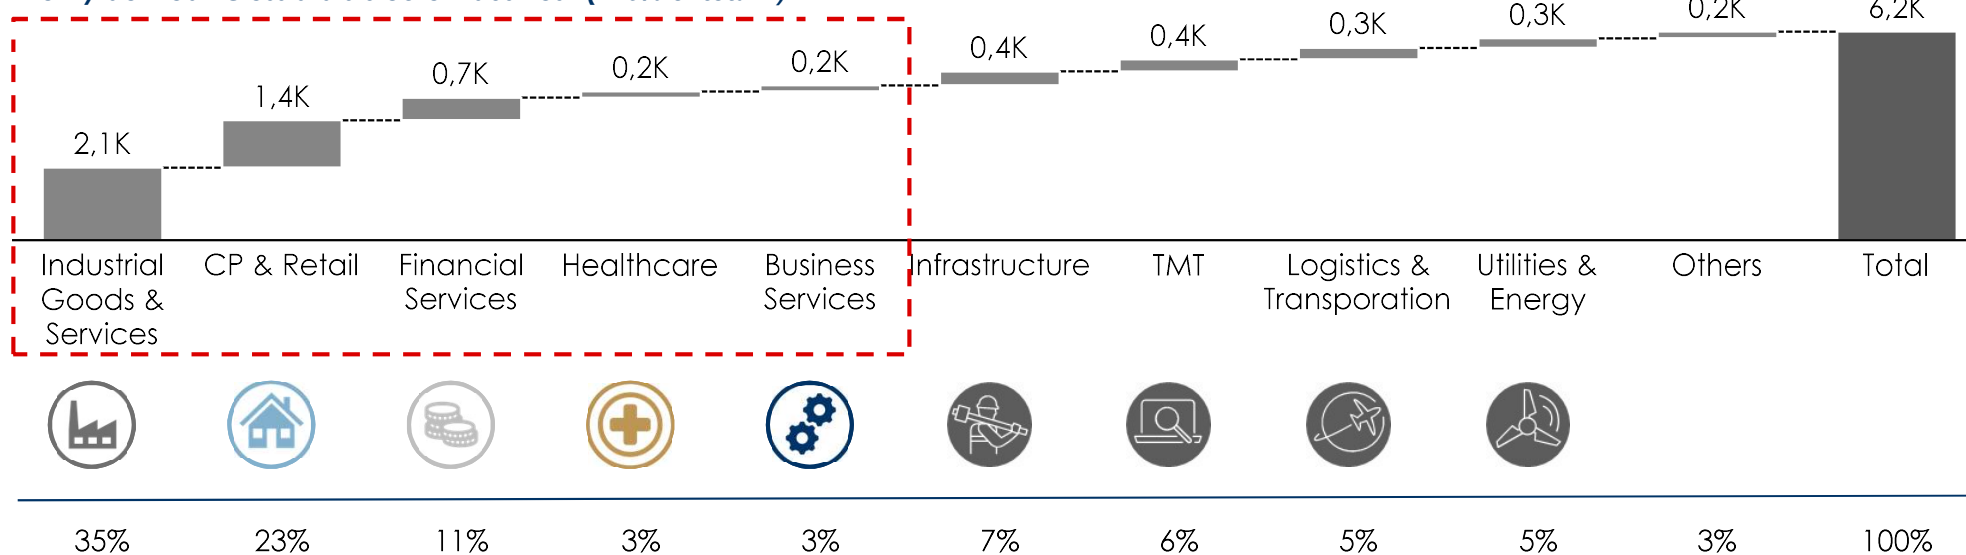 2,1K
1,4K
0,7K
0,2K
0,2K
0,4K
0,4K
0,3K
0,3K
0,2K
6,2K
Industrial
Goods &
Services
CP & Retail
Financial
Services
Healthcare
Business
Services
Infrastructure
TMT
Logistics &
Transporation
Utilities &
Energy
Others
Total
35% 23% 11% 3% 3% 7% 6% 5% 5% 3% 100%